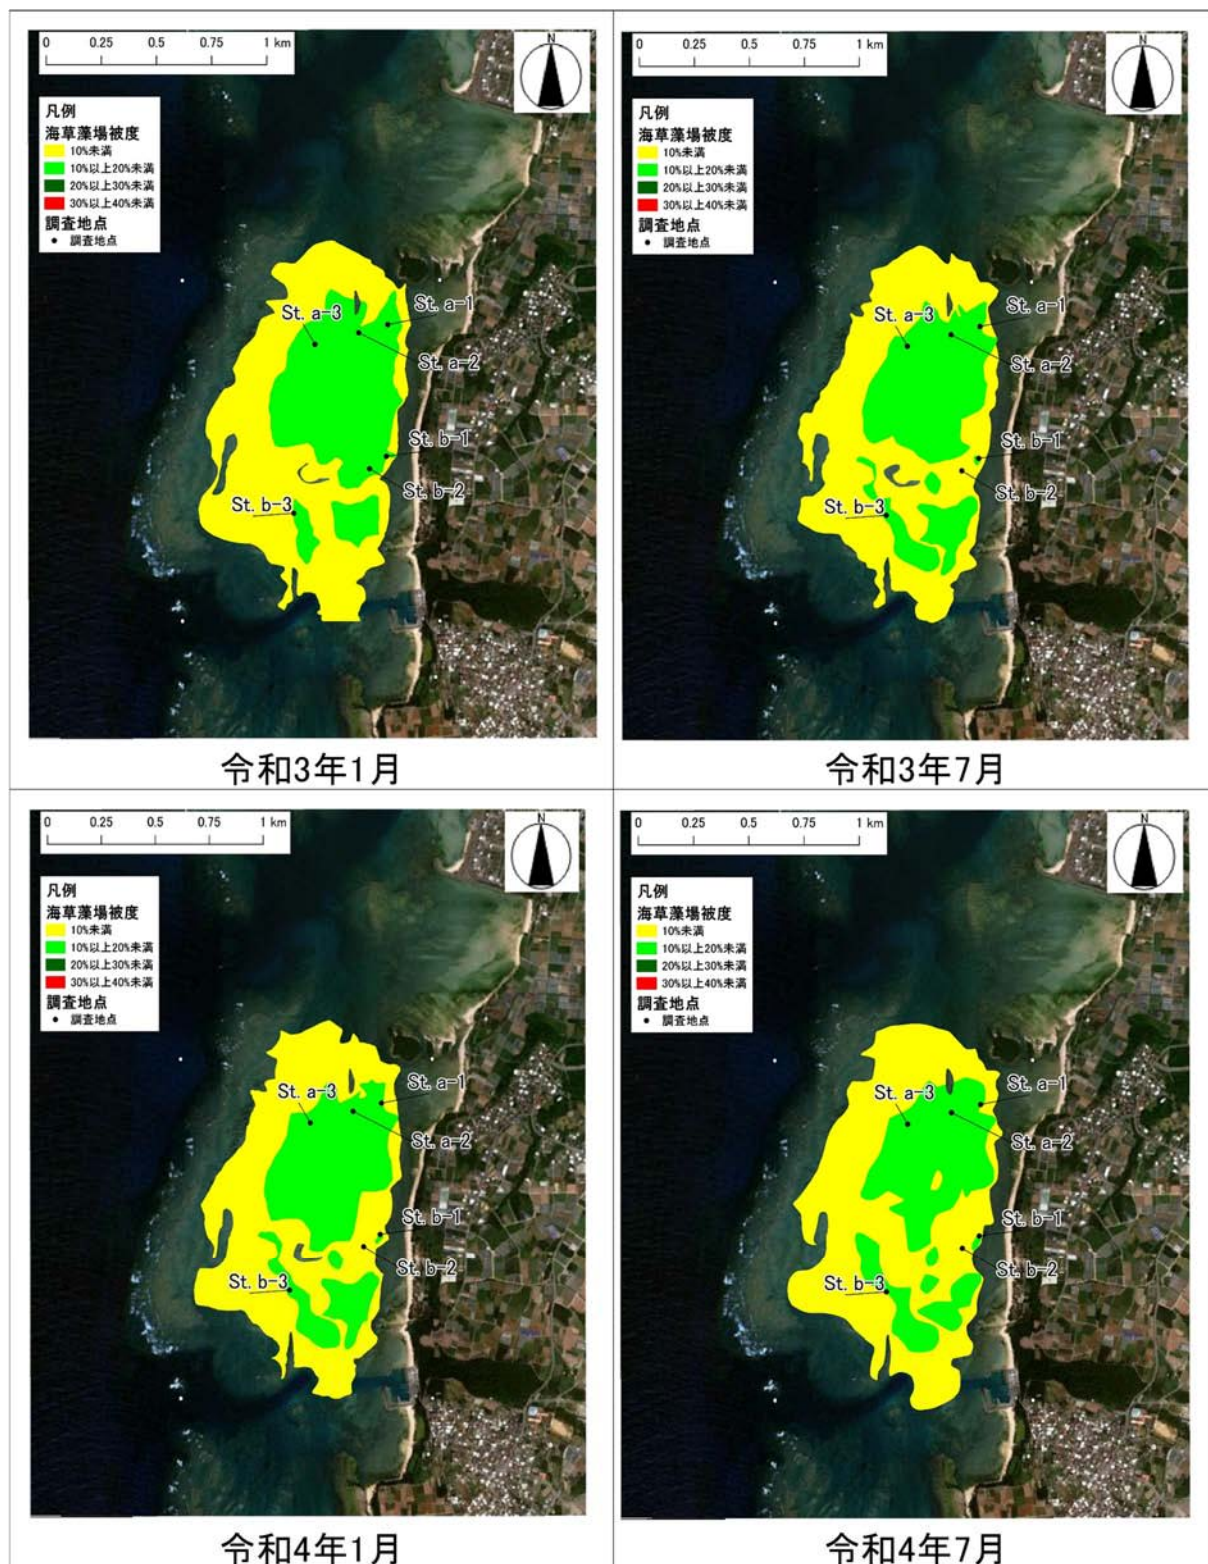 0 0.25 0.5 0.75 1 km
N
凡例
海草藻場被度
10%未満
10%以上20%未満
20%以上30%未満
30%以上40%未満
調査地点
調査地点
St. a-3
St. a-1
St. a-2
St. b-1
St. b-2
St. b-3
令和3年1月
0 0.25 0.5 0.75 1 km
N
凡例
海草藻場被度
10%未満
10%以上20%未満
20%以上30%未満
30%以上40%未満
調査地点
調査地点
St. a-3
St. a-1
St. a-2
St. b-1
St. b-2
St. b-3
令和3年7月
0 0.25 0.5 0.75 1 km
N
凡例
海草藻場被度
10%未満
10%以上20%未満
20%以上30%未満
30%以上40%未満
調査地点
調査地点
St. a-3
St. a-1
St. a-2
St. b-1
St. b-2
St. b-3
令和4年1月
0 0.25 0.5 0.75 1 km
N
凡例
海草藻場被度
10%未満
10%以上20%未満
20%以上30%未満
30%以上40%未満
調査地点
調査地点
St. a-3
St. a-1
St. a-2
St. b-1
St. b-2
St. b-3
令和4年7月